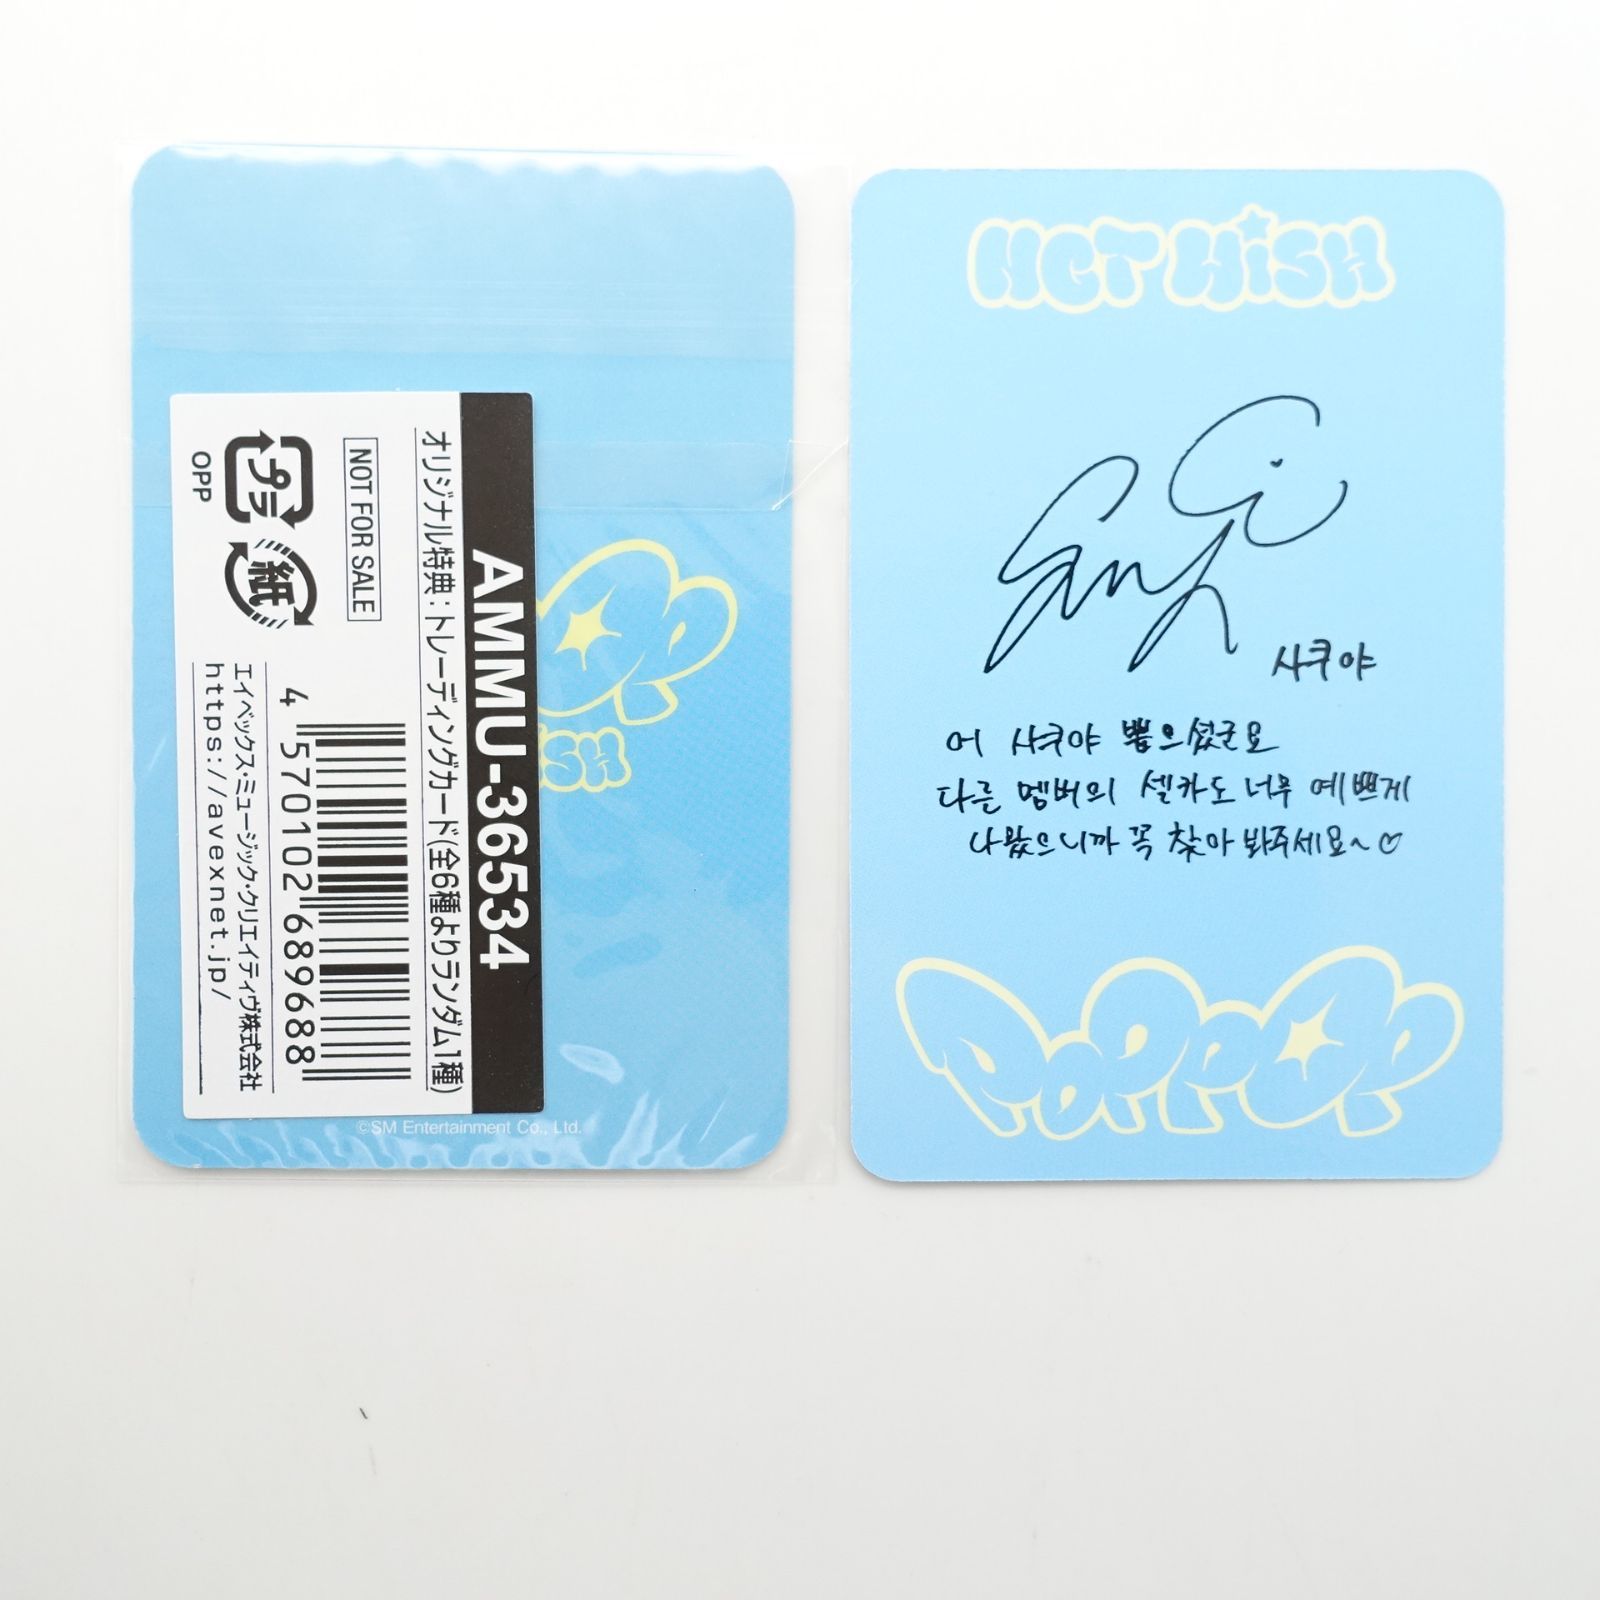 AMMU-36534
オリジナル特典：トレーディングカード(全6種よりランダム1種)
NOT FOR SALE
プラ
紙
OPP
4 570102 689688
エイベックス・ミュージック・クリエイティヴ株式会社
https://avexnet.jp/
©SM Entertainment Co., Ltd.
NCT WISH
사쿠야
어 사쿠야 뽑으셨군요
다른 멤버의 셀카도 너무 예쁘게
나왔으니까 꼭 찾아 봐주세요~♡
POPPOP